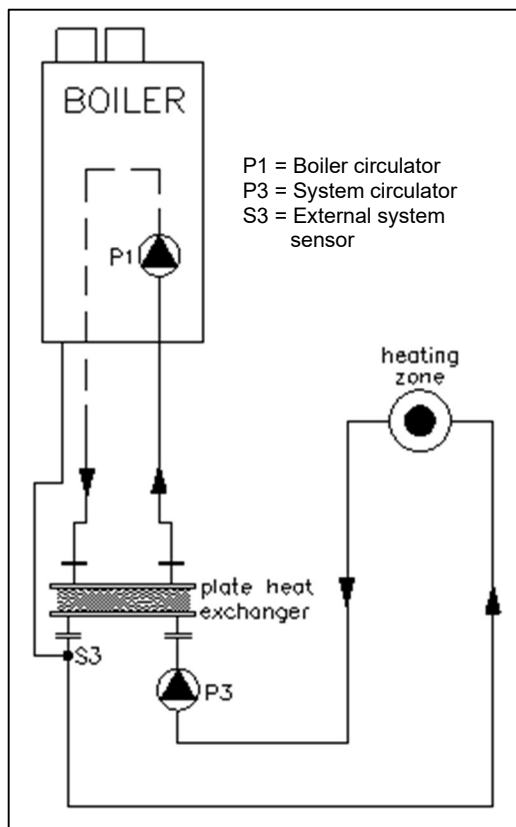 BOILER
P1 = Boiler circulator
P3 = System circulator
S3 = External system
sensor
P1
heating
zone
plate heat
exchanger
S3
P3